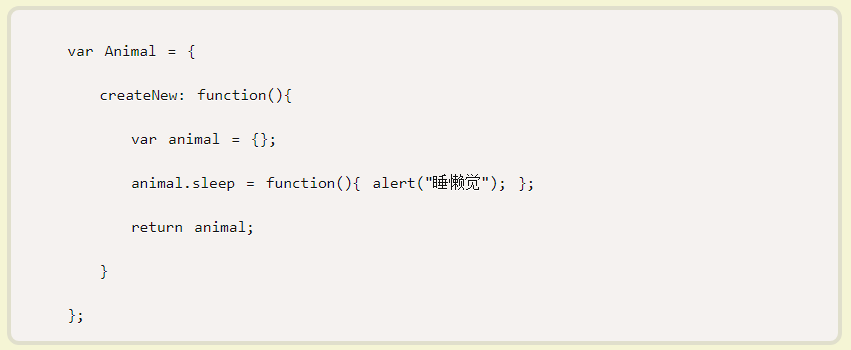 var Animal = {
createNew: function(){
var animal = {};
animal.sleep = function(){ alert("睡懒觉"); };
return animal;
}
};